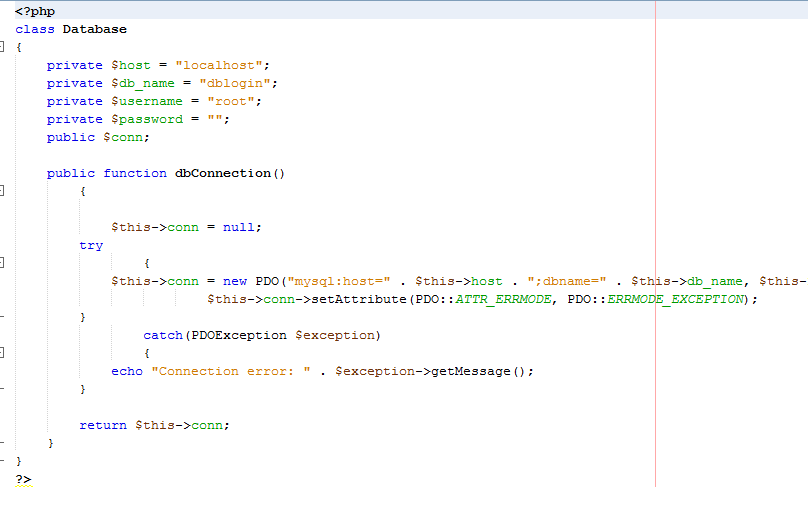 <?php
class Database
{
private $host = "localhost";
private $db_name = "dblogin";
private $username = "root";
private $password = "";
public $conn;
public function dbConnection()
{
$this->conn = null;
try
{
$this->conn = new PDO("mysql:host=" . $this->host . ";dbname=" . $this->db_name, $this-
$this->conn->setAttribute(PDO::ATTR_ERRMODE, PDO::ERRMODE_EXCEPTION);
}
catch(PDOException $exception)
{
echo "Connection error: " . $exception->getMessage();
}
return $this->conn;
}
}
?>